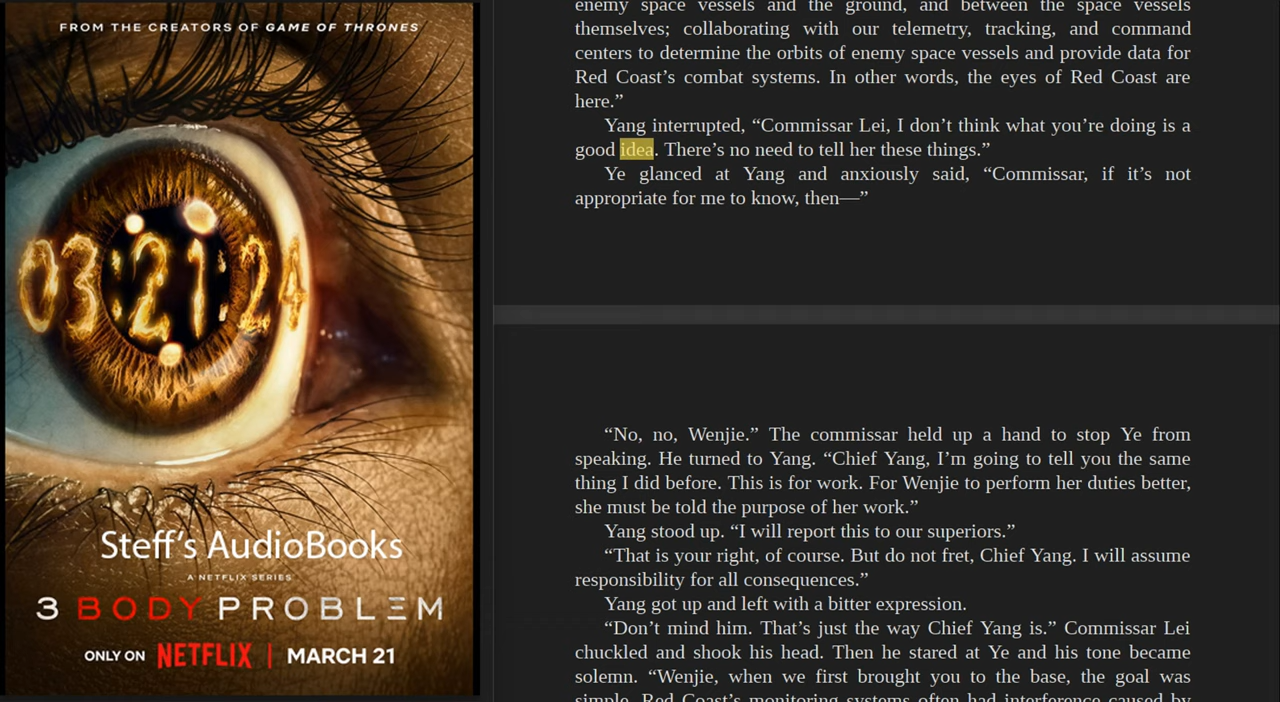 FROM THE CREATORS OF GAME OF THRONES
03:21:24
Steff's AudioBooks
A NETFLIX SERIES
3 BODY PROBLEM
ONLY ON NETFLIX | MARCH 21
enemy space vessels and the ground, and between the space vessels
themselves; collaborating with our telemetry, tracking, and command
centers to determine the orbits of enemy space vessels and provide data for
Red Coast’s combat systems. In other words, the eyes of Red Coast are
here.”
Yang interrupted, “Commissar Lei, I don’t think what you’re doing is a
good idea. There’s no need to tell her these things.”
Ye glanced at Yang and anxiously said, “Commissar, if it’s not
appropriate for me to know, then—”
“No, no, Wenjie.” The commissar held up a hand to stop Ye from
speaking. He turned to Yang. “Chief Yang, I’m going to tell you the same
thing I did before. This is for work. For Wenjie to perform her duties better,
she must be told the purpose of her work.”
Yang stood up. “I will report this to our superiors.”
“That is your right, of course. But do not fret, Chief Yang. I will assume
responsibility for all consequences.”
Yang got up and left with a bitter expression.
“Don’t mind him. That’s just the way Chief Yang is.” Commissar Lei
chuckled and shook his head. Then he stared at Ye and his tone became
solemn. “Wenjie, when we first brought you to the base, the goal was
simple. Red Coast’s monitoring systems often had interference caused by